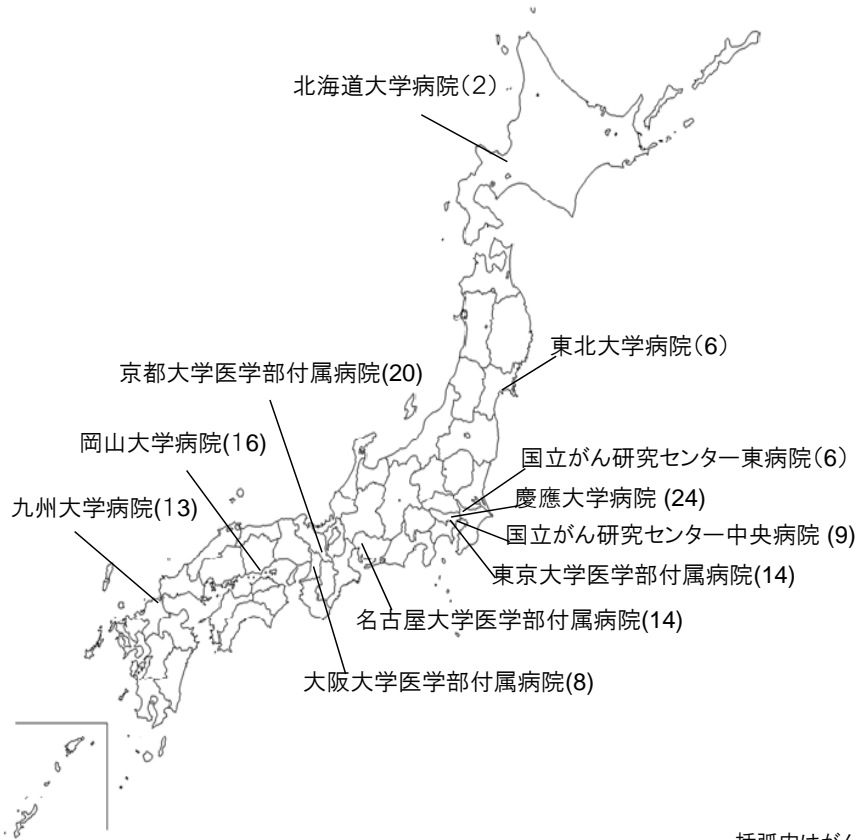 北海道大学病院（2）
東北大学病院（6）
京都大学医学部付属病院(20)
岡山大学病院(16)
国立がん研究センター東病院（6）
慶應大学病院 (24)
九州大学病院(13)
国立がん研究センター中央病院 (9)
東京大学医学部付属病院(14)
名古屋大学医学部付属病院(14)
大阪大学医学部付属病院(8)